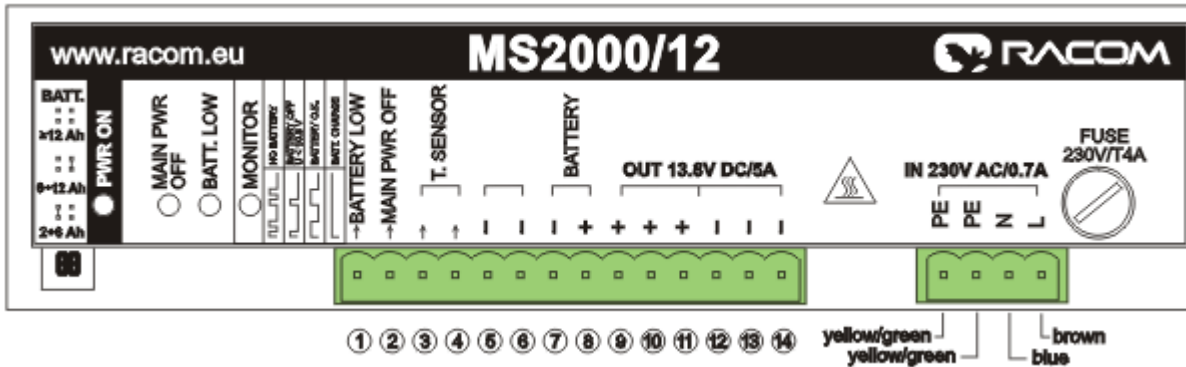 www.racom.eu
MS2000/12
RACOM
BATT.
≥12 Ah
6÷12 Ah
2÷6 Ah
PWR ON
MAIN PWR
OFF
BATT. LOW
MONITOR
NO BATTERY
BATTERY O.K.
BATT. CHARGE
BATTERY LOW
MAIN PWR OFF
T. SENSOR
BATTERY
OUT 13.8V DC/5A
IN 230V AC/0.7A
FUSE
230V/T4A
− − − + + + + − − −
PE PE N L
1 2 3 4 5 6 7 8 9 10 11 12 13 14
yellow/green
yellow/green
brown
blue